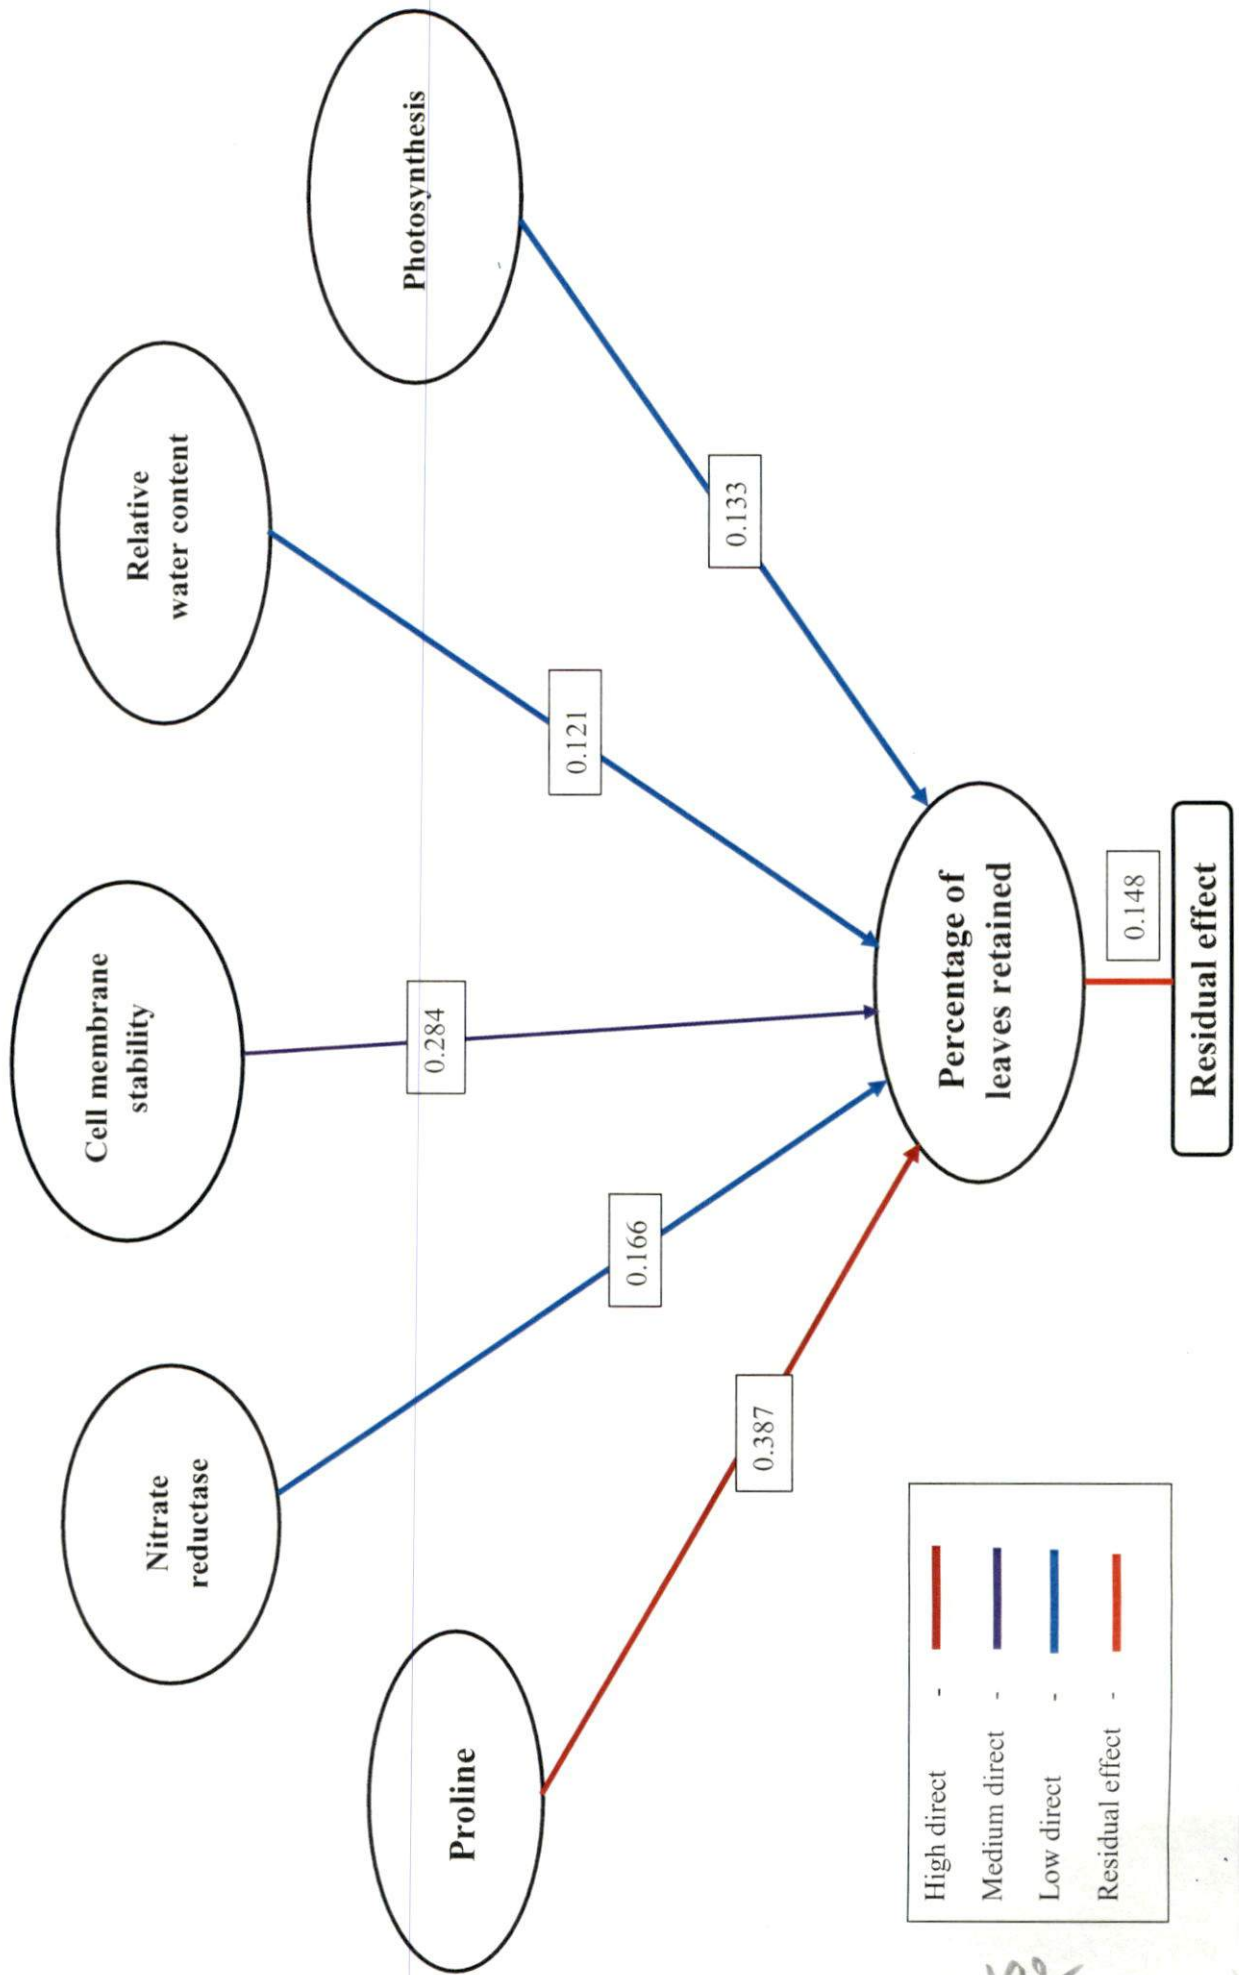 Proline
Nitrate
reductase
Cell membrane
stability
Relative
water content
Photosynthesis
0.387
0.166
0.284
0.121
0.133
Percentage of
leaves retained
0.148
Residual effect
High direct -
Medium direct -
Low direct -
Residual effect -